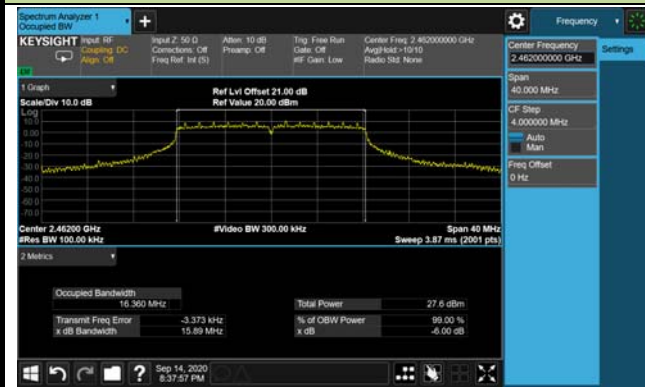 Spectrum Analyzer 1
Occupied BW
Frequency
KEYSIGHT
Input: RF
Coupling: DC
Align: Off
Input Z: 50 Ω
Corrections: Off
Freq Ref: Int (S)
Atten: 10 dB
Preamp: Off
Trig: Free Run
Gate: Off
#IF Gain: Low
Center Freq: 2.462000000 GHz
Avg|Hold:>10/10
Radio Std: None
1 Graph
Scale/Div 10.0 dB
Ref Lvl Offset 21.00 dB
Ref Value 20.00 dBm
Log
10.0
0.00
-10.0
-20.0
-30.0
-40.0
-50.0
-60.0
-70.0
Center 2.46200 GHz
#Res BW 100.00 kHz
#Video BW 300.00 kHz
Span 40 MHz
Sweep 3.87 ms (2001 pts)
2 Metrics
Occupied Bandwidth
16.360 MHz
Total Power 27.6 dBm
Transmit Freq Error -3.373 kHz
% of OBW Power 99.00 %
x dB Bandwidth 15.89 MHz
x dB -6.00 dB
Sep 14, 2020
8:37:57 PM
Center Frequency
2.462000000 GHz
Settings
Span
40.000 MHz
CF Step
4.000000 MHz
Auto
Man
Freq Offset
0 Hz